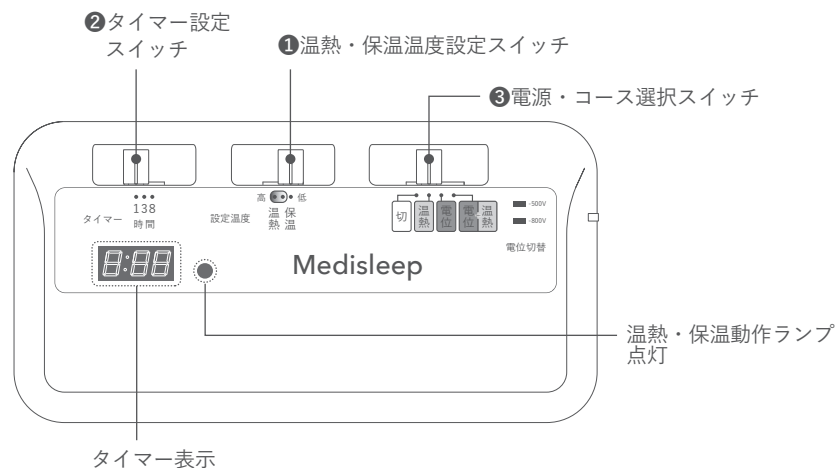 ❷タイマー設定
スイッチ
❶温熱・保温温度設定スイッチ
❸電源・コース選択スイッチ
タイマー
138
時間
設定温度
高 低
温熱 保温
切 温熱 電位 電位 温熱
-500V
-800V
電位切替
8:88
Medisleep
温熱・保温動作ランプ
点灯
タイマー表示